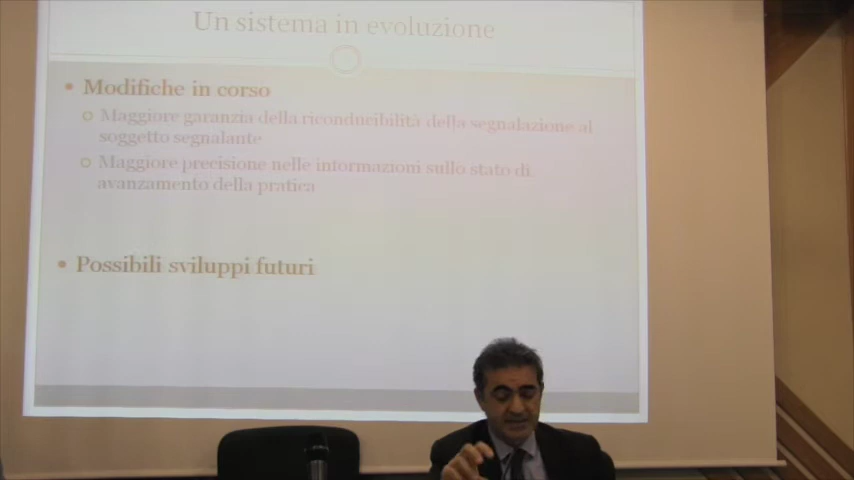 Un sistema in evoluzione
Modifiche in corso
Maggiore garanzia della riconducibilità della segnalazione al
soggetto segnalante
Maggiore precisione nelle informazioni sullo stato di
avanzamento della pratica
Possibili sviluppi futuri